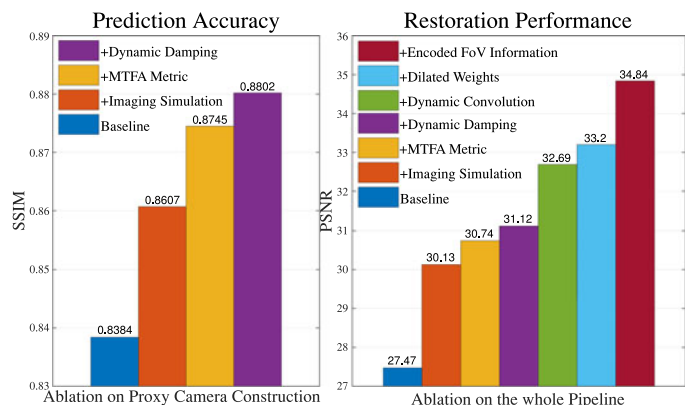 Prediction Accuracy
0.89
0.88
0.87
0.86
0.85
0.84
0.83
SSIM
+Dynamic Damping
+MTFA Metric
+Imaging Simulation
Baseline
0.8384
0.8607
0.8745
0.8802
Ablation on Proxy Camera Construction
Restoration Performance
36
35
34
33
32
31
30
29
28
27
PSNR
+Encoded FoV Information
+Dilated Weights
+Dynamic Convolution
+Dynamic Damping
+MTFA Metric
+Imaging Simulation
Baseline
27.47
30.13
30.74
31.12
32.69
33.2
34.84
Ablation on the whole Pipeline